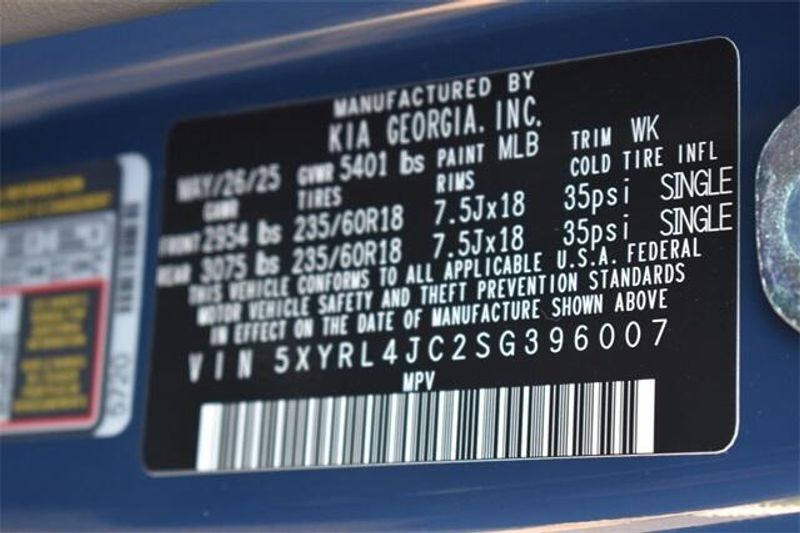 MANUFACTURED BY
KIA GEORGIA. INC.
MAY/26/25 GVWR 5401 lbs PAINT MLB TRIM WK
GAWR TIRES RIMS COLD TIRE INFL
FRONT 2954 lbs 235/60R18 7.5Jx18 35psi SINGLE
REAR 3075 lbs 235/60R18 7.5Jx18 35psi SINGLE
THIS VEHICLE CONFORMS TO ALL APPLICABLE U.S.A. FEDERAL
MOTOR VEHICLE SAFETY AND THEFT PREVENTION STANDARDS
IN EFFECT ON THE DATE OF MANUFACTURE SHOWN ABOVE
VIN 5XYRL4JC2SG396007
MPV